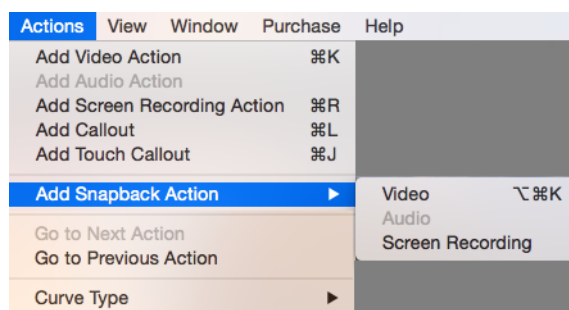 Actions View Window Purchase Help
Add Video Action ⌘K
Add Audio Action
Add Screen Recording Action ⌘R
Add Callout ⌘L
Add Touch Callout ⌘J
Add Snapback Action ▶
Video ⌥⌘K
Audio
Screen Recording
Go to Next Action
Go to Previous Action
Curve Type ▶